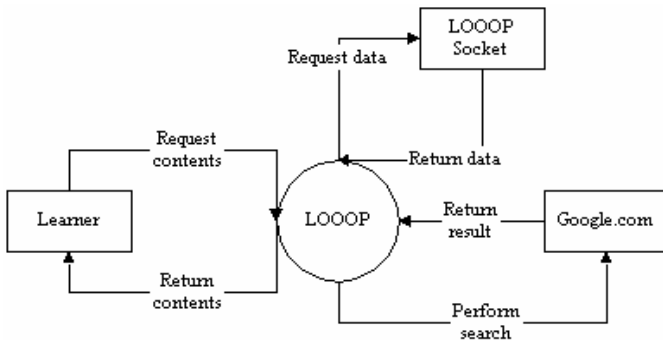 LOOOP
Socket
Request data
Return data
Request
contents
Learner
LOOOP
Return
result
Google.com
Return
contents
Perform
search